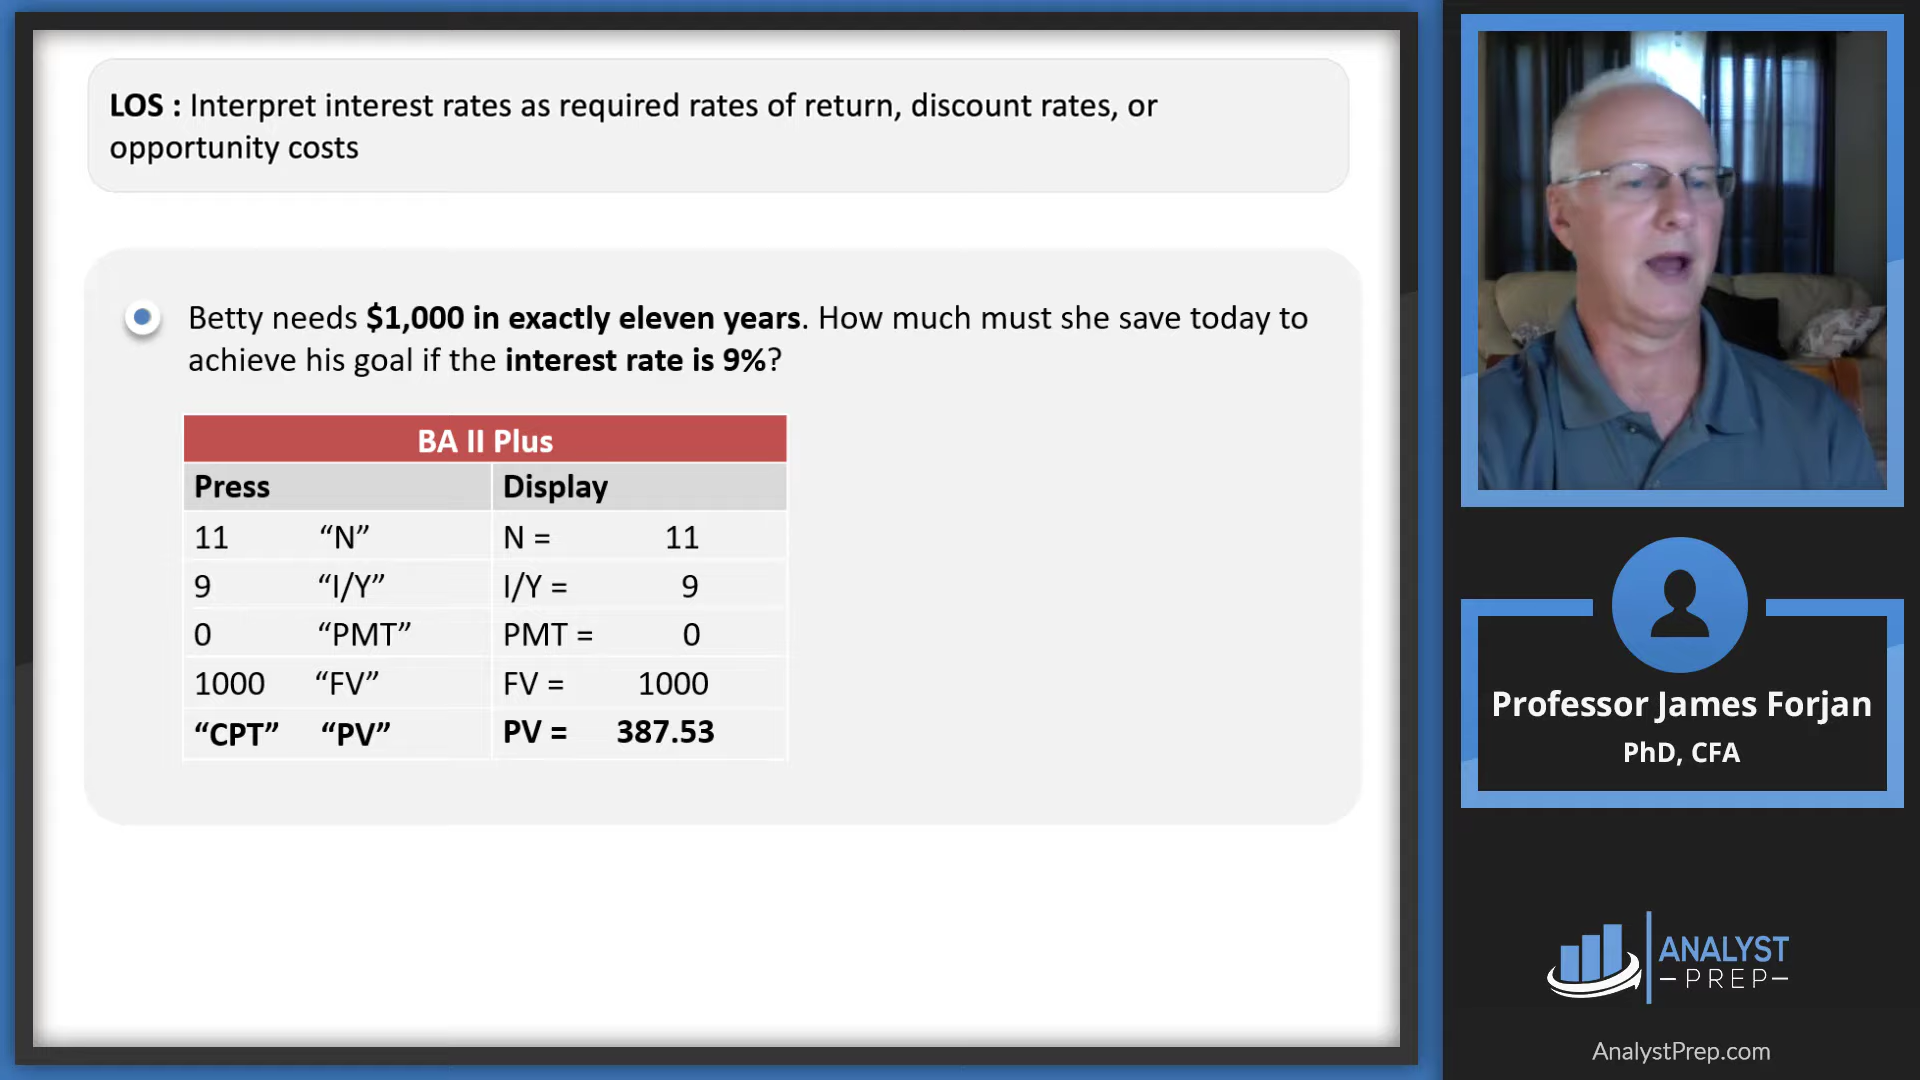 LOS : Interpret interest rates as required rates of return, discount rates, or
opportunity costs
Betty needs $1,000 in exactly eleven years. How much must she save today to
achieve his goal if the interest rate is 9%?
BA II Plus
Press Display
11 “N” N = 11
9 “I/Y” I/Y = 9
0 “PMT” PMT = 0
1000 “FV” FV = 1000
“CPT” “PV” PV = 387.53
Professor James Forjan
PhD, CFA
ANALYST
PREP
AnalystPrep.com